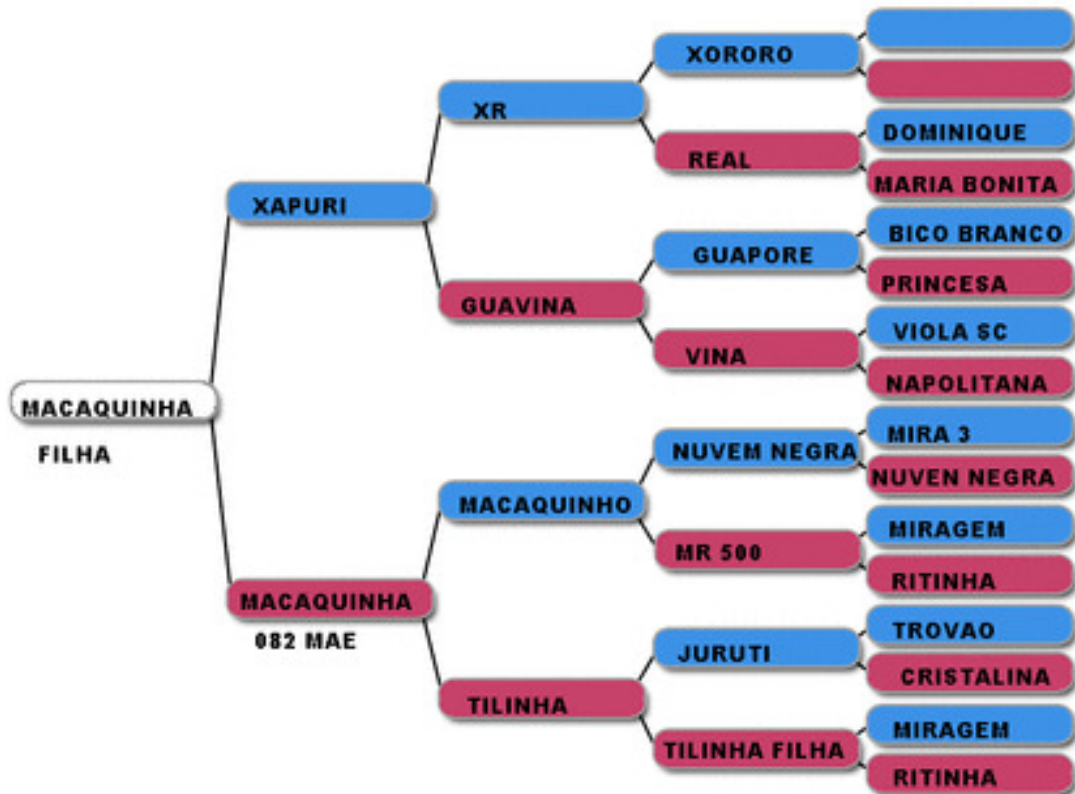 XORORO
XR
DOMINIQUE
REAL
MARIA BONITA
XAPURI
BICO BRANCO
GUAPORE
PRINCESA
GUAVINA
VIOLA SC
VINA
NAPOLITANA
MACAQUINHA
FILHA
MIRA 3
NUVEM NEGRA
NUVEN NEGRA
MACAQUINHO
MIRAGEM
MR 500
RITINHA
MACAQUINHA
082 MAE
TROVAO
JURUTI
CRISTALINA
TILINHA
MIRAGEM
TILINHA FILHA
RITINHA